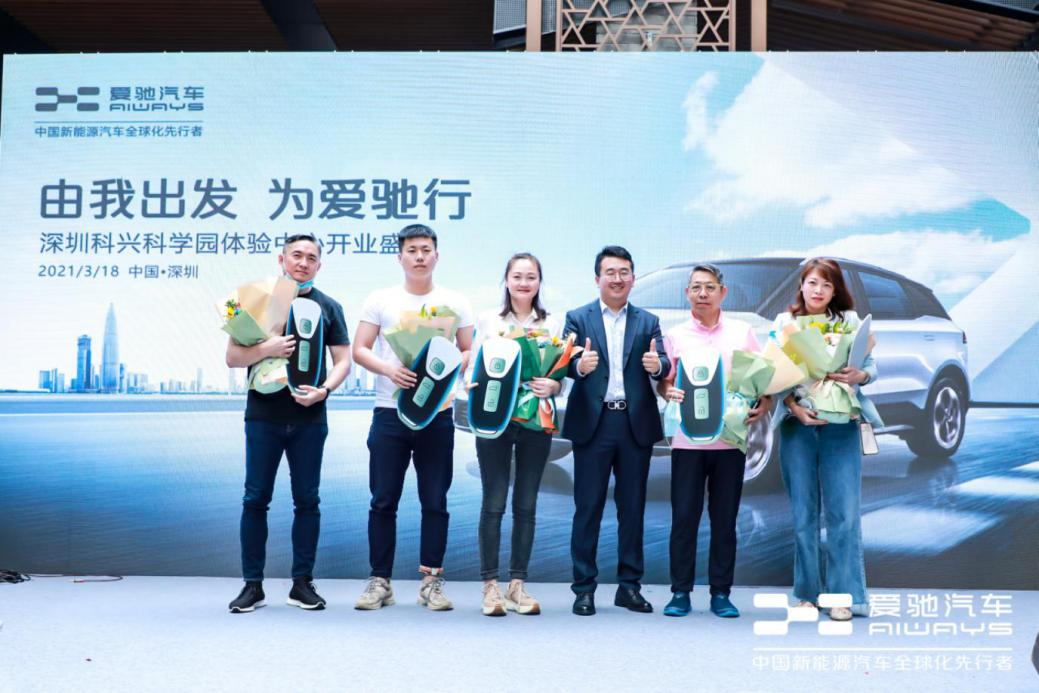 爱驰汽车
AIWAYS
中国新能源汽车全球化先行者
由我出发 为爱驰行
深圳科兴科学园体验中心开业盛
2021/3/18 中国·深圳
爱驰汽车
AIWAYS
中国新能源汽车全球化先行者